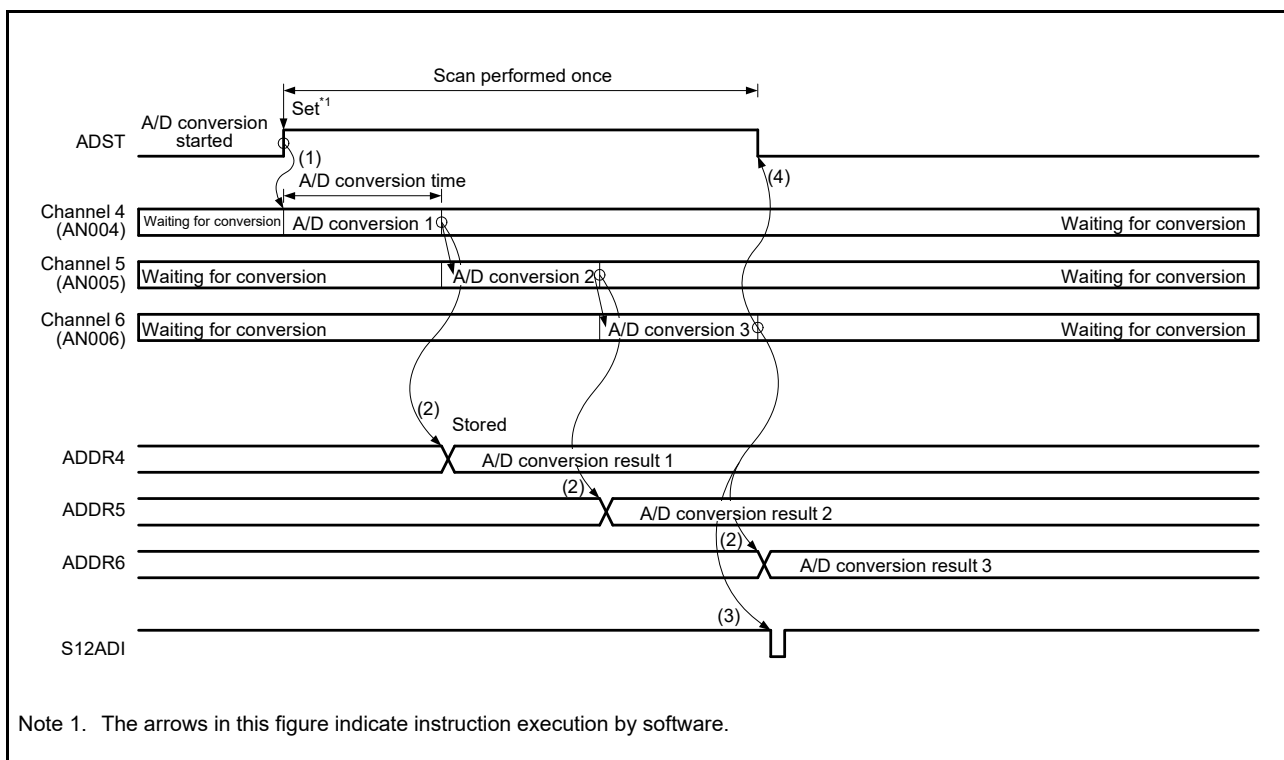 Scan performed once
Set*1
A/D conversion
started
ADST
(1)
(4)
A/D conversion time
Channel 4
(AN004)
Waiting for conversion
A/D conversion 1
Waiting for conversion
Channel 5
(AN005)
Waiting for conversion
A/D conversion 2
Waiting for conversion
Channel 6
(AN006)
Waiting for conversion
A/D conversion 3
Waiting for conversion
(2)
Stored
ADDR4
A/D conversion result 1
(2)
ADDR5
A/D conversion result 2
(2)
ADDR6
A/D conversion result 3
(3)
S12ADI
Note 1. The arrows in this figure indicate instruction execution by software.